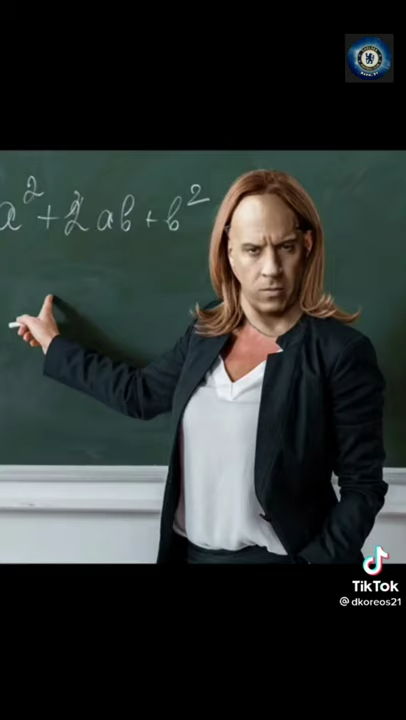 a² + 2ab + b²
TikTok
@dkoreos21